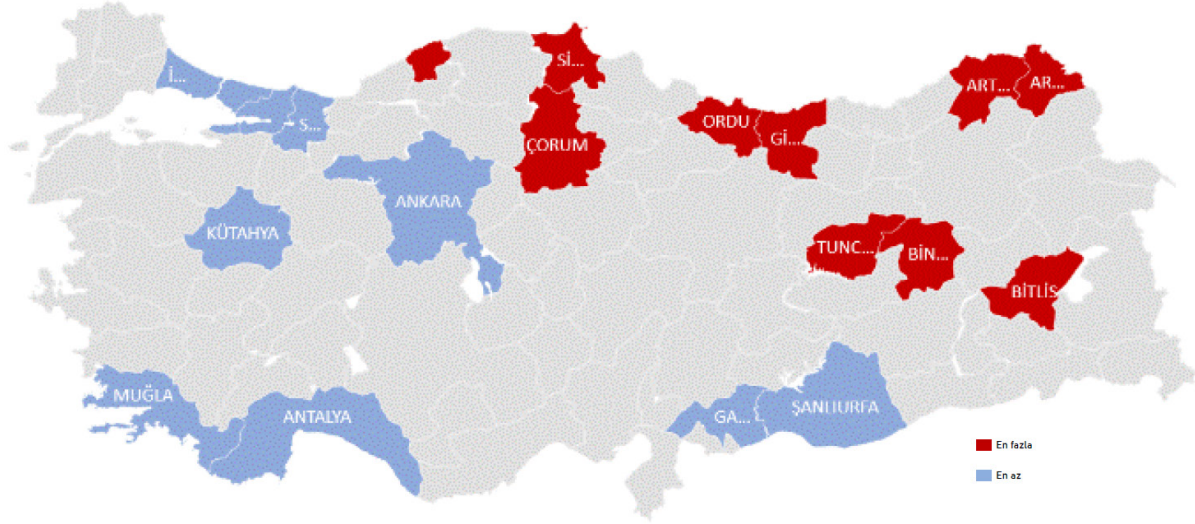 İ...
Sİ...
S...
ÇORUM
ORDU
Gİ...
ART...
AR...
ANKARA
KÜTAHYA
TUNC...
BİN...
BİTLİS
MUĞLA
ANTALYA
GA...
ŞANLIURFA
En fazla
En az